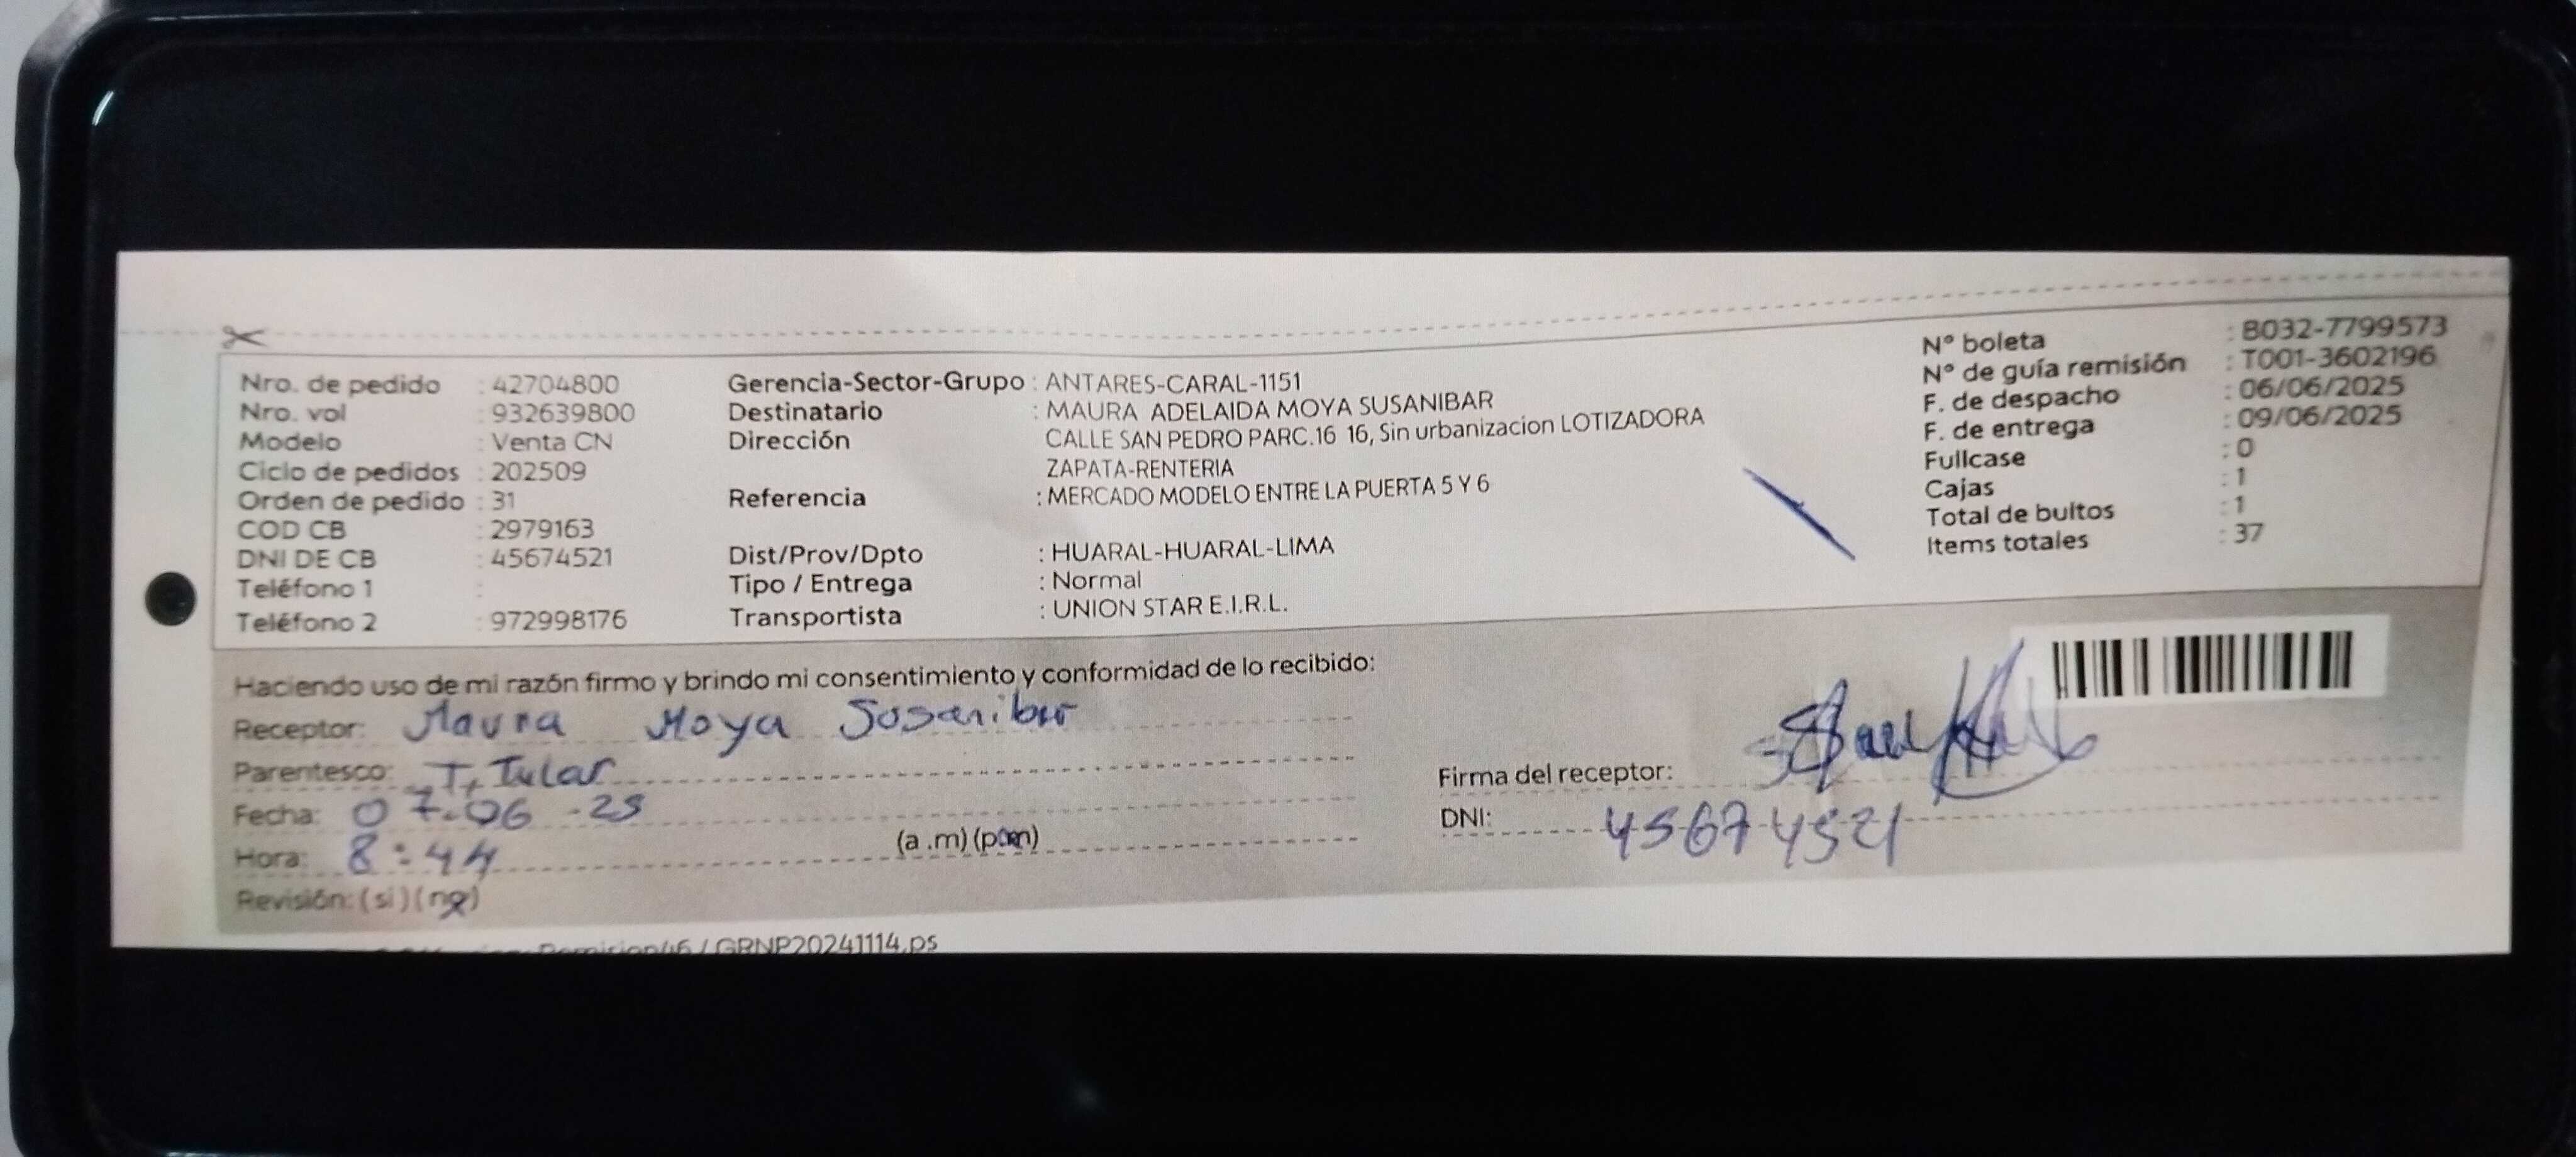 Nro. de pedido : 42704800
Nro. vol : 932639800
Modelo : Venta CN
Ciclo de pedidos : 202509
Orden de pedido : 31
COD CB : 2979163
DNI DE CB : 45674521
Teléfono 1 :
Teléfono 2 : 972998176
Gerencia-Sector-Grupo : ANTARES-CARAL-1151
Destinatario : MAURA ADELAIDA MOYA SUSANIBAR
Dirección CALLE SAN PEDRO PARC.16 16, Sin urbanizacion LOTIZADORA
ZAPATA-RENTERIA
Referencia : MERCADO MODELO ENTRE LA PUERTA 5 Y 6
Dist/Prov/Dpto : HUARAL-HUARAL-LIMA
Tipo / Entrega : Normal
Transportista : UNION STAR E.I.R.L.
N° boleta : B032-7799573
N° de guía remisión : T001-3602196
F. de despacho : 06/06/2025
F. de entrega : 09/06/2025
Fullcase : 0
Cajas : 1
Total de bultos : 1
Items totales : 37
Haciendo uso de mi razón firmo y brindo mi consentimiento y conformidad de lo recibido:
Receptor: Maura Moya Susanibar
Parentesco: Titular
Fecha: 07.06-25
Hora: 8:44 (a .m) (p.m)
Revisión: (si) (no)
Firma del receptor:
DNI: 45674521
/ GRNP20241114.ps